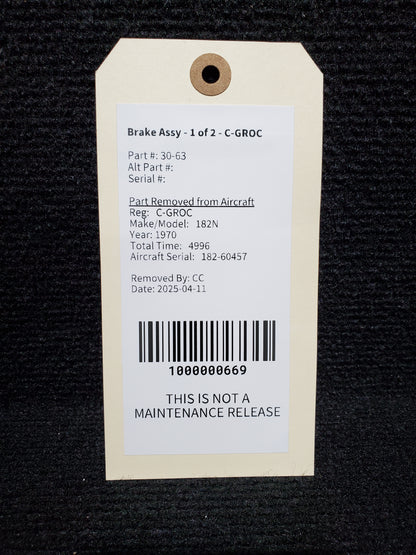 Brake Assy - 1 of 2 - C-GROC
Part #: 30-63
Alt Part #:
Serial #:
Part Removed from Aircraft
Reg: C-GROC
Make/Model: 182N
Year: 1970
Total Time: 4996
Aircraft Serial: 182-60457
Removed By: CC
Date: 2025-04-11
1000000669
THIS IS NOT A
MAINTENANCE RELEASE